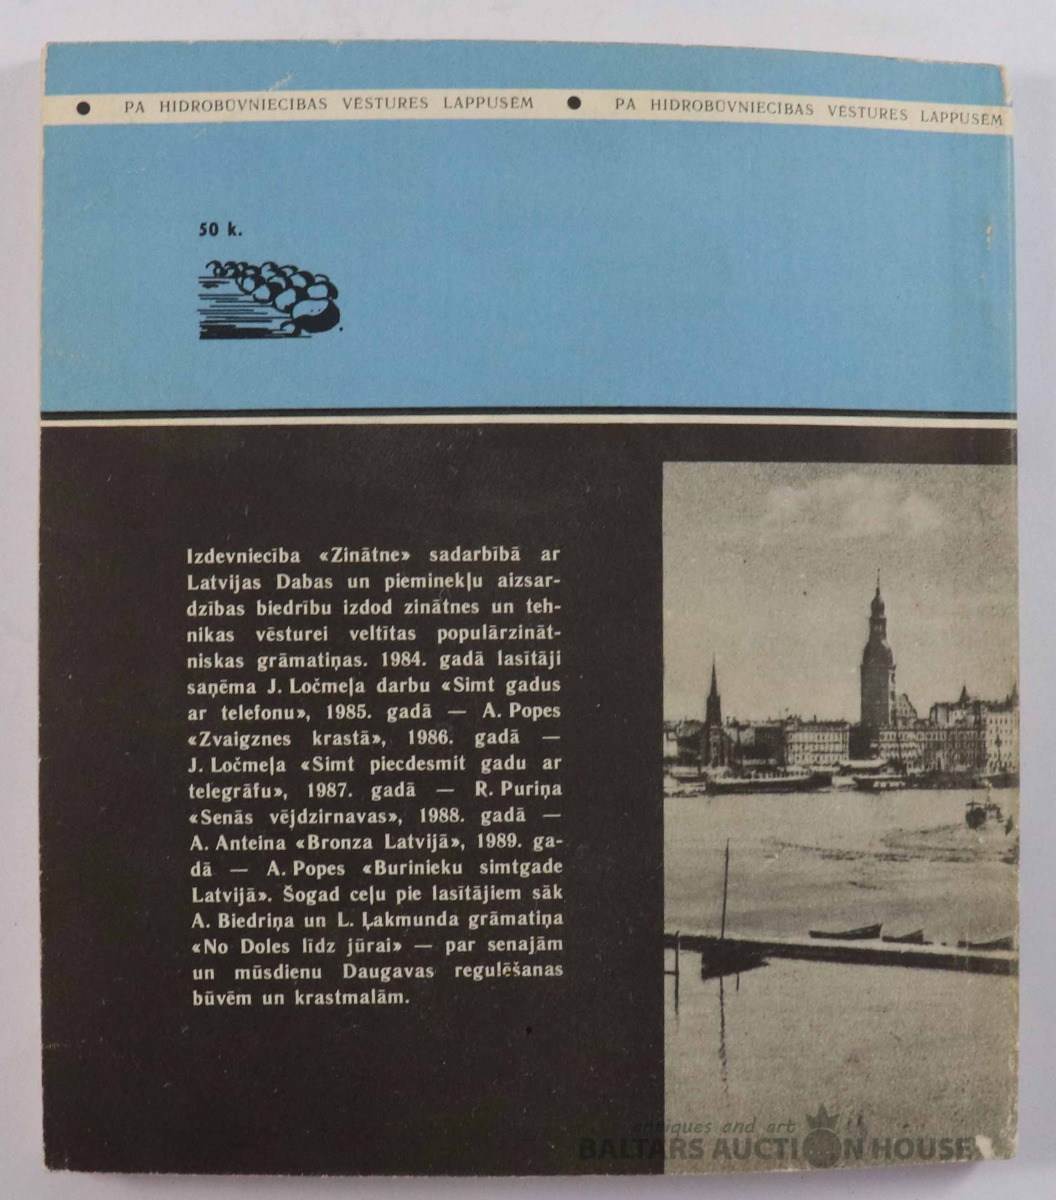 ● PA HIDROBŪVNIECĪBAS VĒSTURES LAPPUSĒM ● PA HIDROBŪVNIECĪBAS VĒSTURES LAPPUSĒM
50 k.
Izdevniecība «Zinātne» sadarbībā ar
Latvijas Dabas un pieminekļu aizsar-
dzības biedrību izdod zinātnes un teh-
nikas vēsturei veltītas populārzināt-
niskas grāmatiņas. 1984. gadā lasītāji
saņēma J. Ločmeļa darbu «Simt gadus
ar telefonu», 1985. gadā — A. Popes
«Zvaigznes krastā», 1986. gadā —
J. Ločmeļa «Simt piecdesmit gadu ar
telegrāfu», 1987. gadā — R. Puriņa
«Senās vējdzirnavas», 1988. gadā —
A. Anteina «Bronza Latvijā», 1989. ga-
dā — A. Popes «Burinieku simtgade
Latvijā». Šogad ceļu pie lasītājiem sāk
A. Biedriņa un L. Ļakmunda grāmatiņa
«No Doles līdz jūrai» — par senajām
un mūsdienu Daugavas regulēšanas
būvēm un krastmalām.
antiques and art
BALTARS AUCTION HOUSE